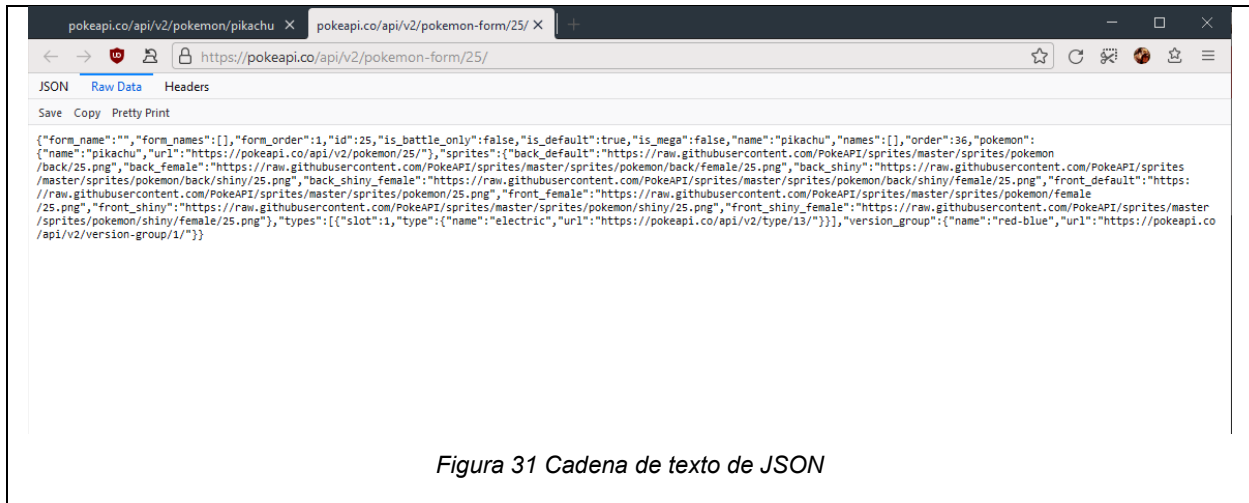 pokeapi.co/api/v2/pokemon/pikachu pokeapi.co/api/v2/pokemon-form/25/
https://pokeapi.co/api/v2/pokemon-form/25/
JSON Raw Data Headers
Save Copy Pretty Print
{"form_name":"","form_names":[],"form_order":1,"id":25,"is_battle_only":false,"is_default":true,"is_mega":false,"name":"pikachu","names":[],"order":36,"pokemon":
{"name":"pikachu","url":"https://pokeapi.co/api/v2/pokemon/25/"},"sprites":{"back_default":"https://raw.githubusercontent.com/PokeAPI/sprites/master/sprites/pokemon
/back/25.png","back_female":"https://raw.githubusercontent.com/PokeAPI/sprites/master/sprites/pokemon/back/female/25.png","back_shiny":"https://raw.githubusercontent.com/PokeAPI/sprites
/master/sprites/pokemon/back/shiny/25.png","back_shiny_female":"https://raw.githubusercontent.com/PokeAPI/sprites/master/sprites/pokemon/back/shiny/female/25.png","front_default":"https:
//raw.githubusercontent.com/PokeAPI/sprites/master/sprites/pokemon/25.png","front_female":"https://raw.githubusercontent.com/PokeAPI/sprites/master/sprites/pokemon/female
/25.png","front_shiny":"https://raw.githubusercontent.com/PokeAPI/sprites/master/sprites/pokemon/shiny/25.png","front_shiny_female":"https://raw.githubusercontent.com/PokeAPI/sprites/master
/sprites/pokemon/shiny/female/25.png"},"types":[{"slot":1,"type":{"name":"electric","url":"https://pokeapi.co/api/v2/type/13/"}}],"version_group":{"name":"red-blue","url":"https://pokeapi.co
/api/v2/version-group/1/"}}
Figura 31 Cadena de texto de JSON